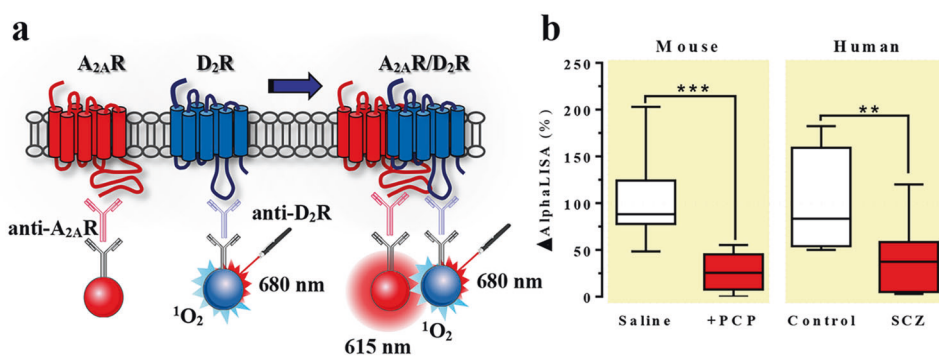 a
A2AR
D2R
A2AR/D2R
anti-A2AR
anti-D2R
680 nm
1O2
680 nm
1O2
615 nm
b
Mouse
Human
▲AlphaLISA (%)
250
200
150
100
50
0
***
**
Saline
+PCP
Control
SCZ